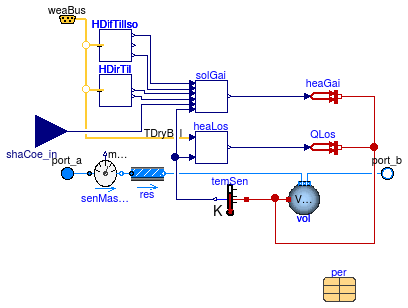 weaBus
HDifTilIso
HDirTil
solGai
heaGai
shaCoe_in
TDryB
heaLos
QLos
port_a
m...
port_b
senMas...
res
temSen
K
V...
vol
per